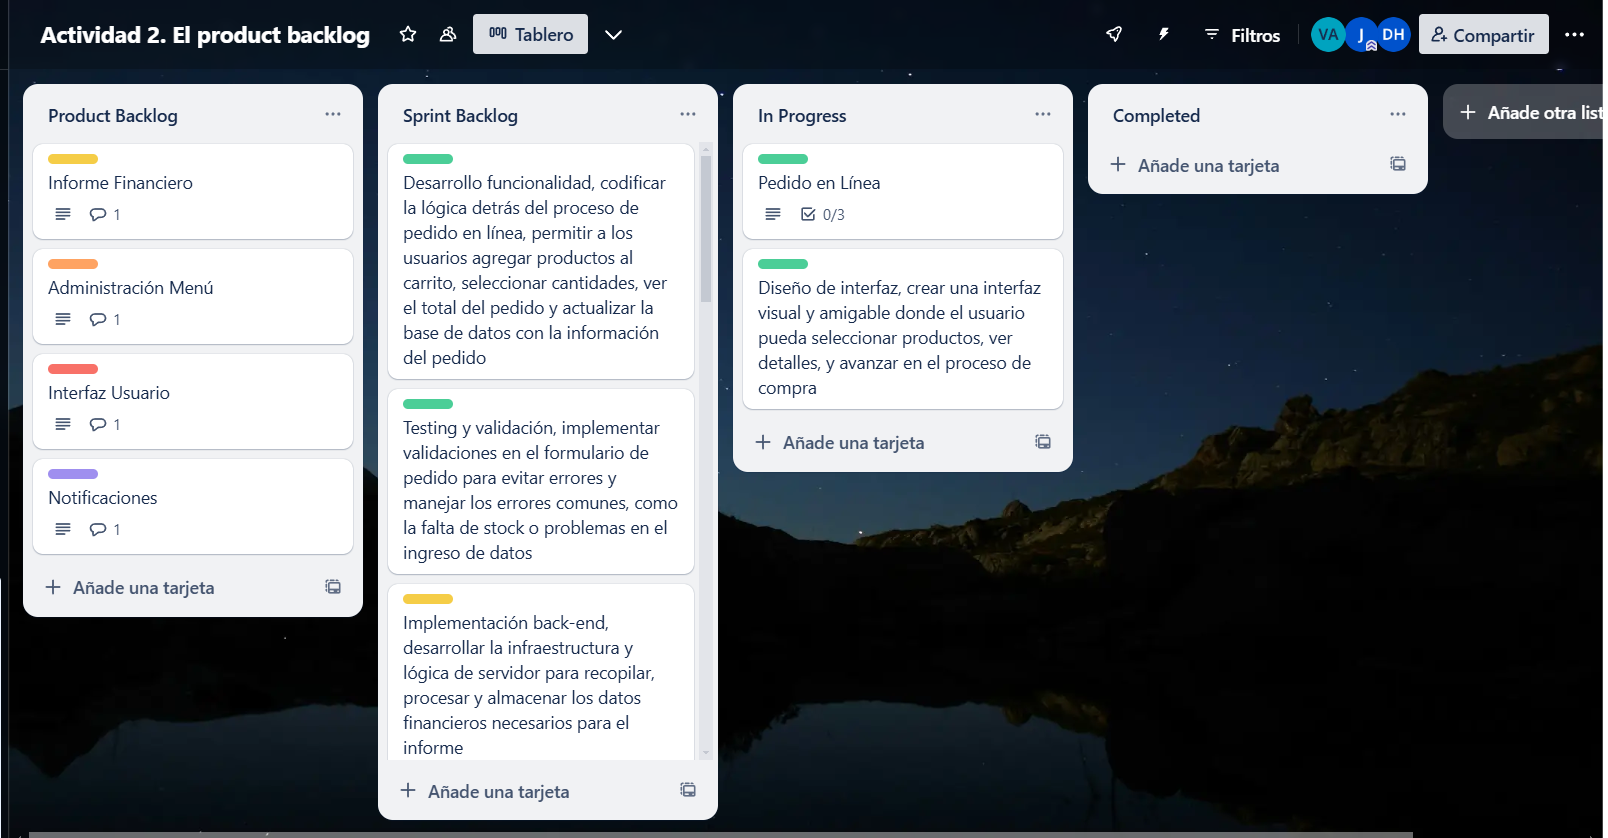 Actividad 2. El product backlog
Tablero
Filtros
VA
J
DH
Compartir
Product Backlog
Informe Financiero
1
Administración Menú
1
Interfaz Usuario
1
Notificaciones
1
Añade una tarjeta
Sprint Backlog
Desarrollo funcionalidad, codificar
la lógica detrás del proceso de
pedido en línea, permitir a los
usuarios agregar productos al
carrito, seleccionar cantidades, ver
el total del pedido y actualizar la
base de datos con la información
del pedido
Testing y validación, implementar
validaciones en el formulario de
pedido para evitar errores y
manejar los errores comunes, como
la falta de stock o problemas en el
ingreso de datos
Implementación back-end,
desarrollar la infraestructura y
lógica de servidor para recopilar,
procesar y almacenar los datos
financieros necesarios para el
informe
Añade una tarjeta
In Progress
Pedido en Línea
0/3
Diseño de interfaz, crear una interfaz
visual y amigable donde el usuario
pueda seleccionar productos, ver
detalles, y avanzar en el proceso de
compra
Añade una tarjeta
Completed
Añade una tarjeta
Añade otra list